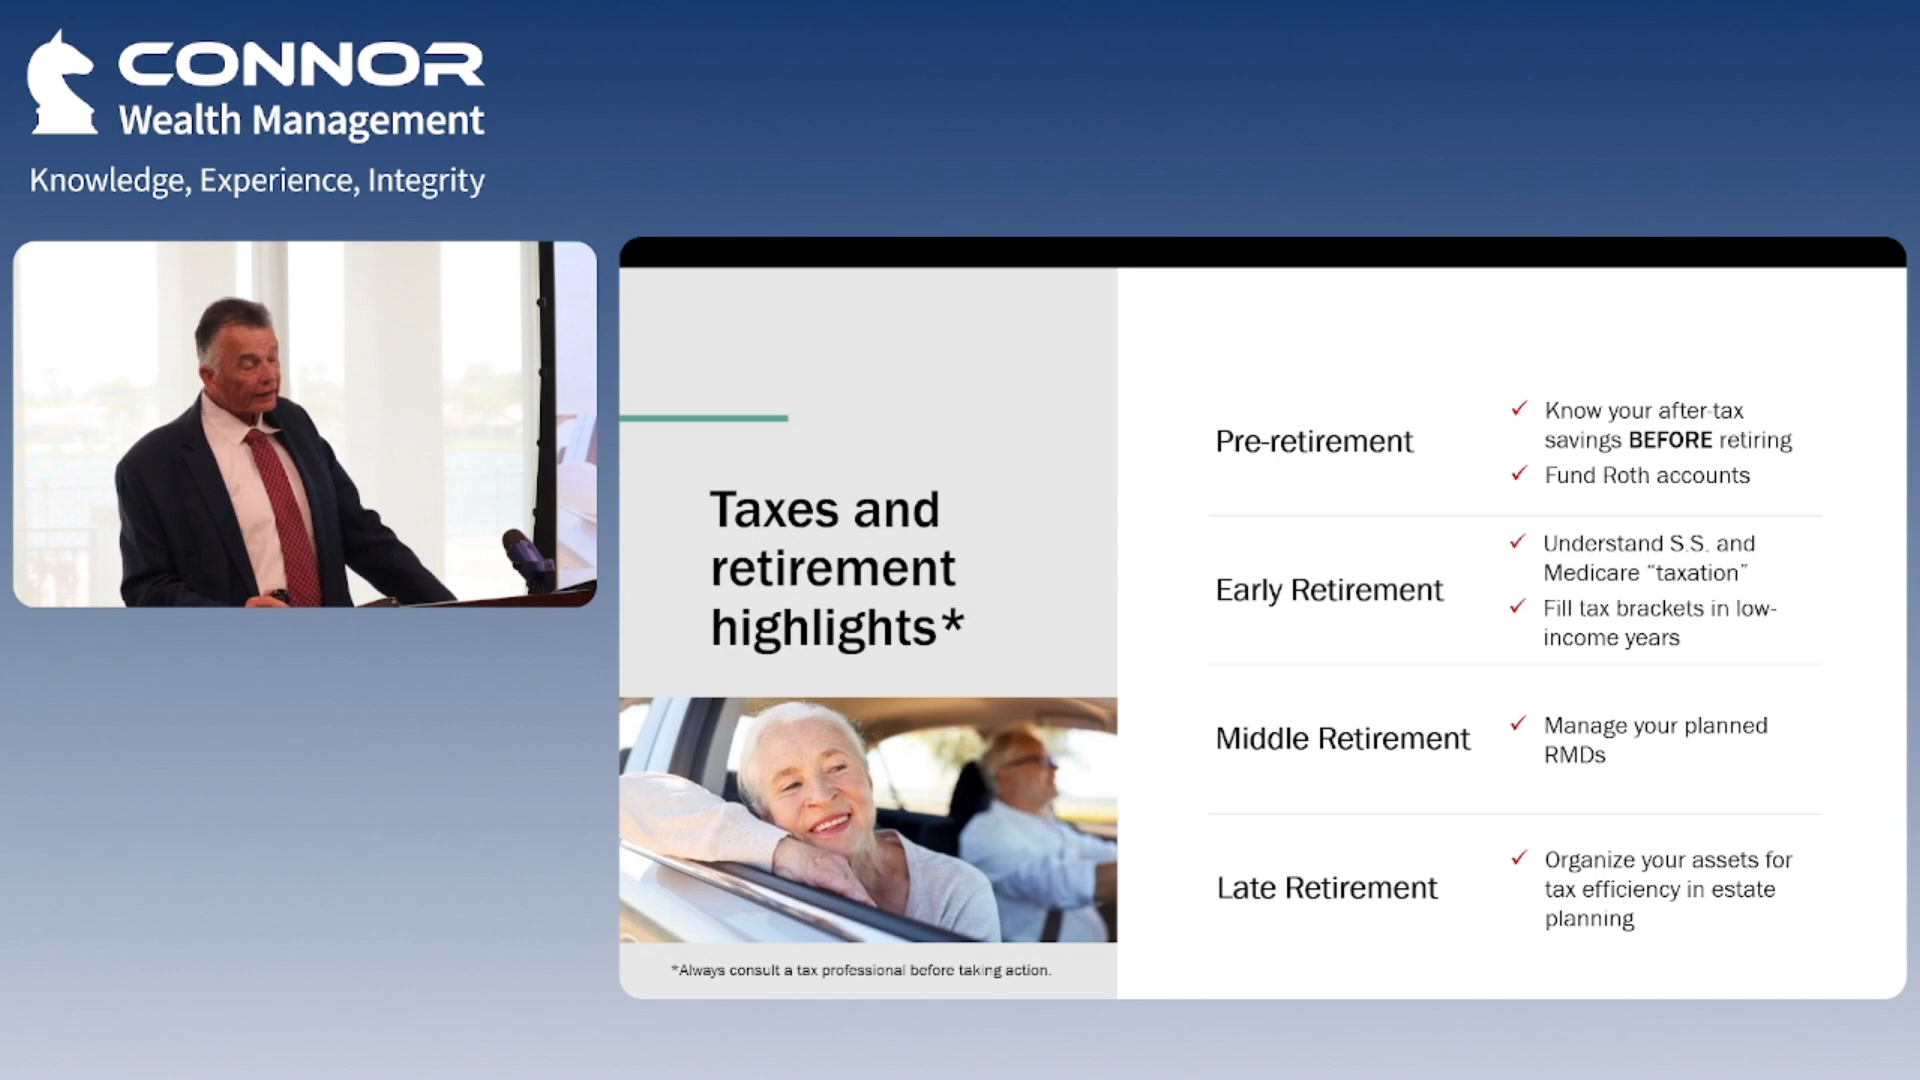 CONNOR
Wealth Management
Knowledge, Experience, Integrity
Taxes and
retirement
highlights*
*Always consult a tax professional before taking action.
Pre-retirement
✓ Know your after-tax
savings BEFORE retiring
✓ Fund Roth accounts
Early Retirement
✓ Understand S.S. and
Medicare “taxation”
✓ Fill tax brackets in low-
income years
Middle Retirement
✓ Manage your planned
RMDs
Late Retirement
✓ Organize your assets for
tax efficiency in estate
planning